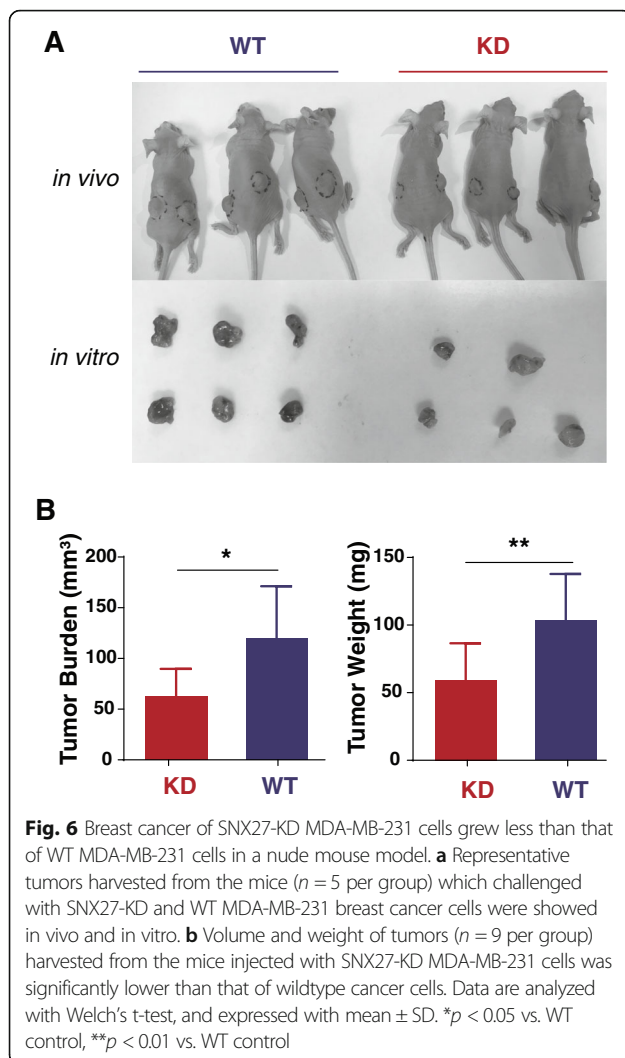 A
WT
KD
in vivo
in vitro
B
Tumor Burden (mm³)
200
150
100
50
0
*
KD
WT
Tumor Weight (mg)
150
100
50
0
**
KD
WT
Fig. 6 Breast cancer of SNX27-KD MDA-MB-231 cells grew less than that
of WT MDA-MB-231 cells in a nude mouse model. a Representative
tumors harvested from the mice (n = 5 per group) which challenged
with SNX27-KD and WT MDA-MB-231 breast cancer cells were showed
in vivo and in vitro. b Volume and weight of tumors (n = 9 per group)
harvested from the mice injected with SNX27-KD MDA-MB-231 cells was
significantly lower than that of wildtype cancer cells. Data are analyzed
with Welch's t-test, and expressed with mean ± SD. *p < 0.05 vs. WT
control, **p < 0.01 vs. WT control